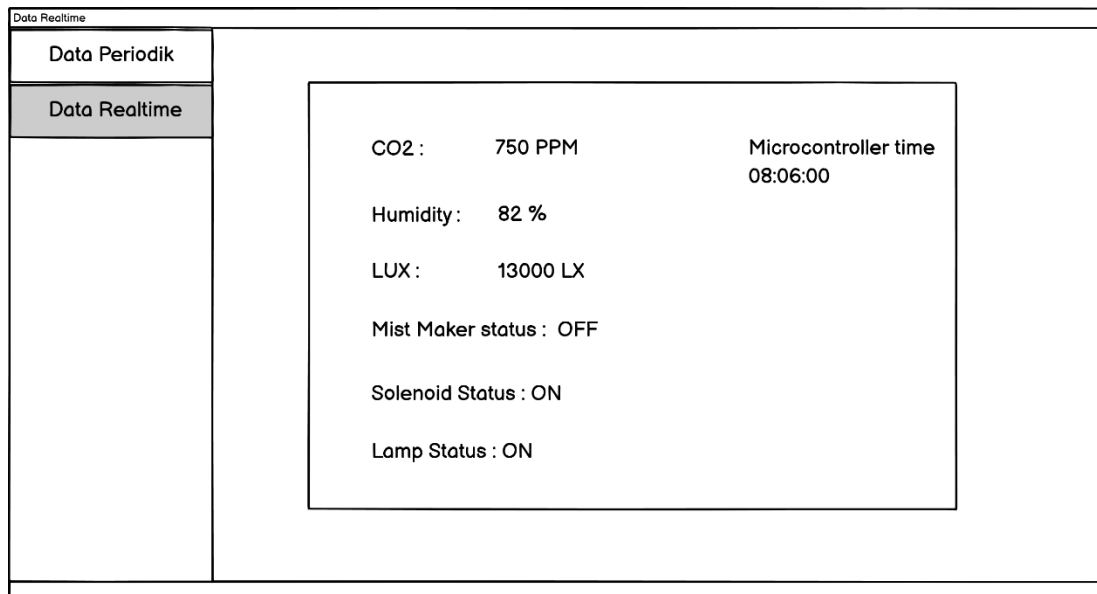 Data Realtime
Data Periodik
Data Realtime
CO2 : 750 PPM
Microcontroller time
08:06:00
Humidity : 82 %
LUX : 13000 LX
Mist Maker status : OFF
Solenoid Status : ON
Lamp Status : ON